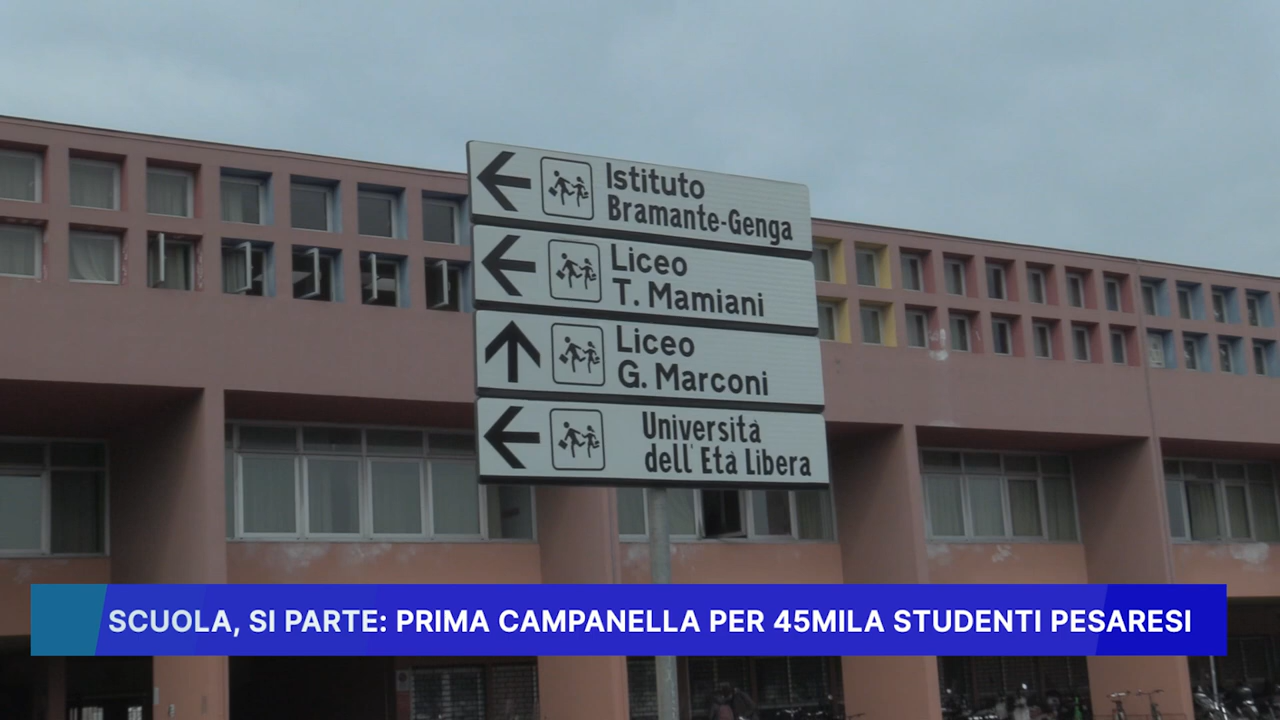 Istituto
Bramante-Genga
Liceo
T. Mamiani
Liceo
G. Marconi
Università
dell'Età Libera
SCUOLA, SI PARTE: PRIMA CAMPANELLA PER 45MILA STUDENTI PESARESI